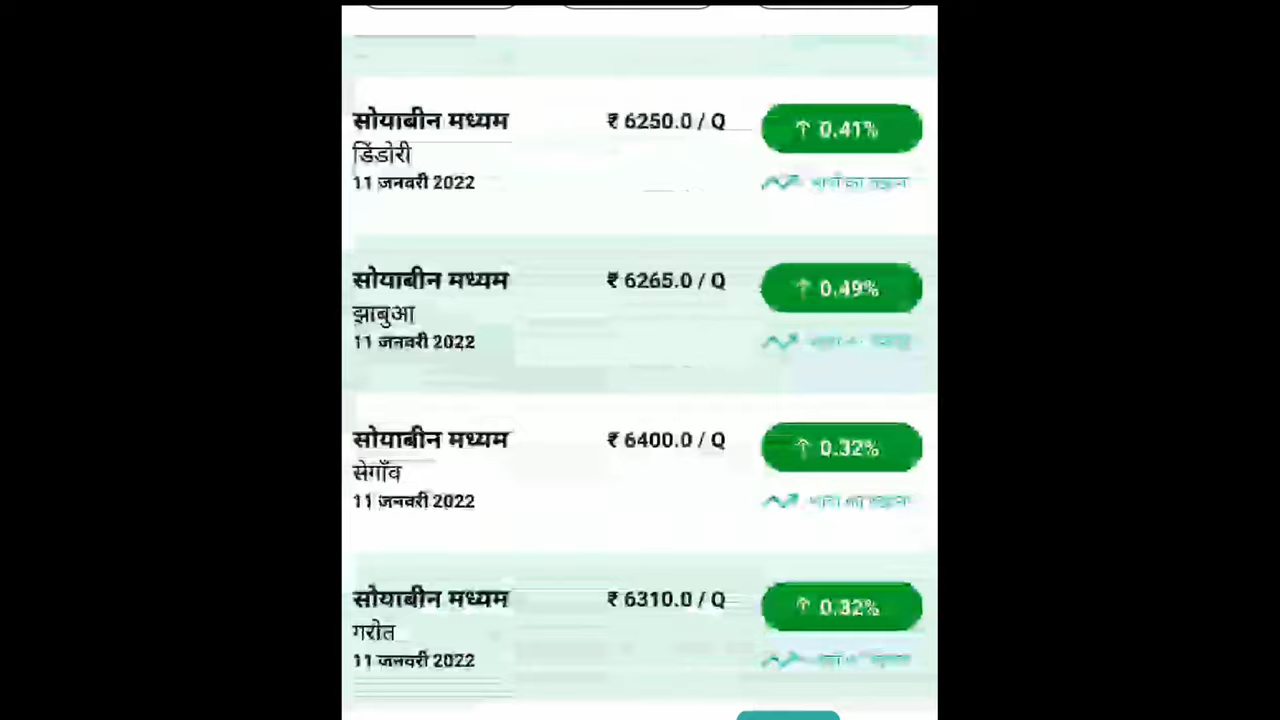 सोयाबीन मध्यम ₹ 6250.0 / Q ↑ 0.41%
डिंडोरी
11 जनवरी 2022
सोयाबीन मध्यम ₹ 6265.0 / Q ↑ 0.49%
झाबुआ
11 जनवरी 2022
सोयाबीन मध्यम ₹ 6400.0 / Q ↑ 0.32%
सेगाँव
11 जनवरी 2022
सोयाबीन मध्यम ₹ 6310.0 / Q ↑ 0.32%
गरोत
11 जनवरी 2022